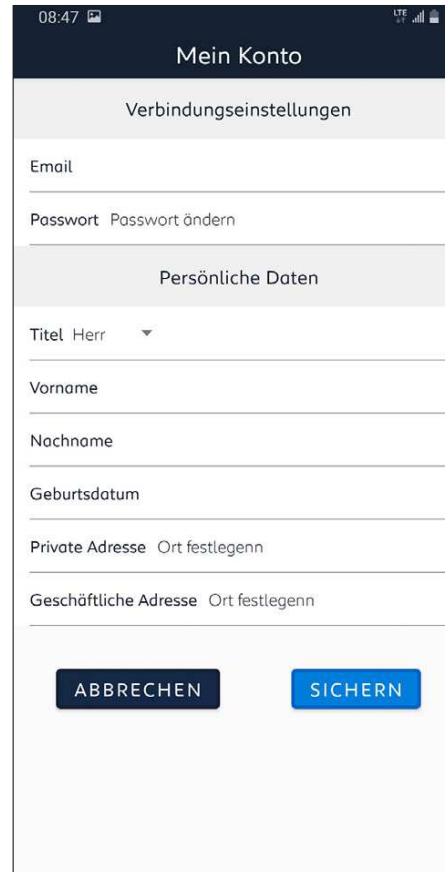 08:47 LTE
Mein Konto
Verbindungseinstellungen
Email
Passwort Passwort ändern
Persönliche Daten
Titel Herr
Vorname
Nachname
Geburtsdatum
Private Adresse Ort festlegenn
Geschäftliche Adresse Ort festlegenn
ABBRECHEN SICHERN